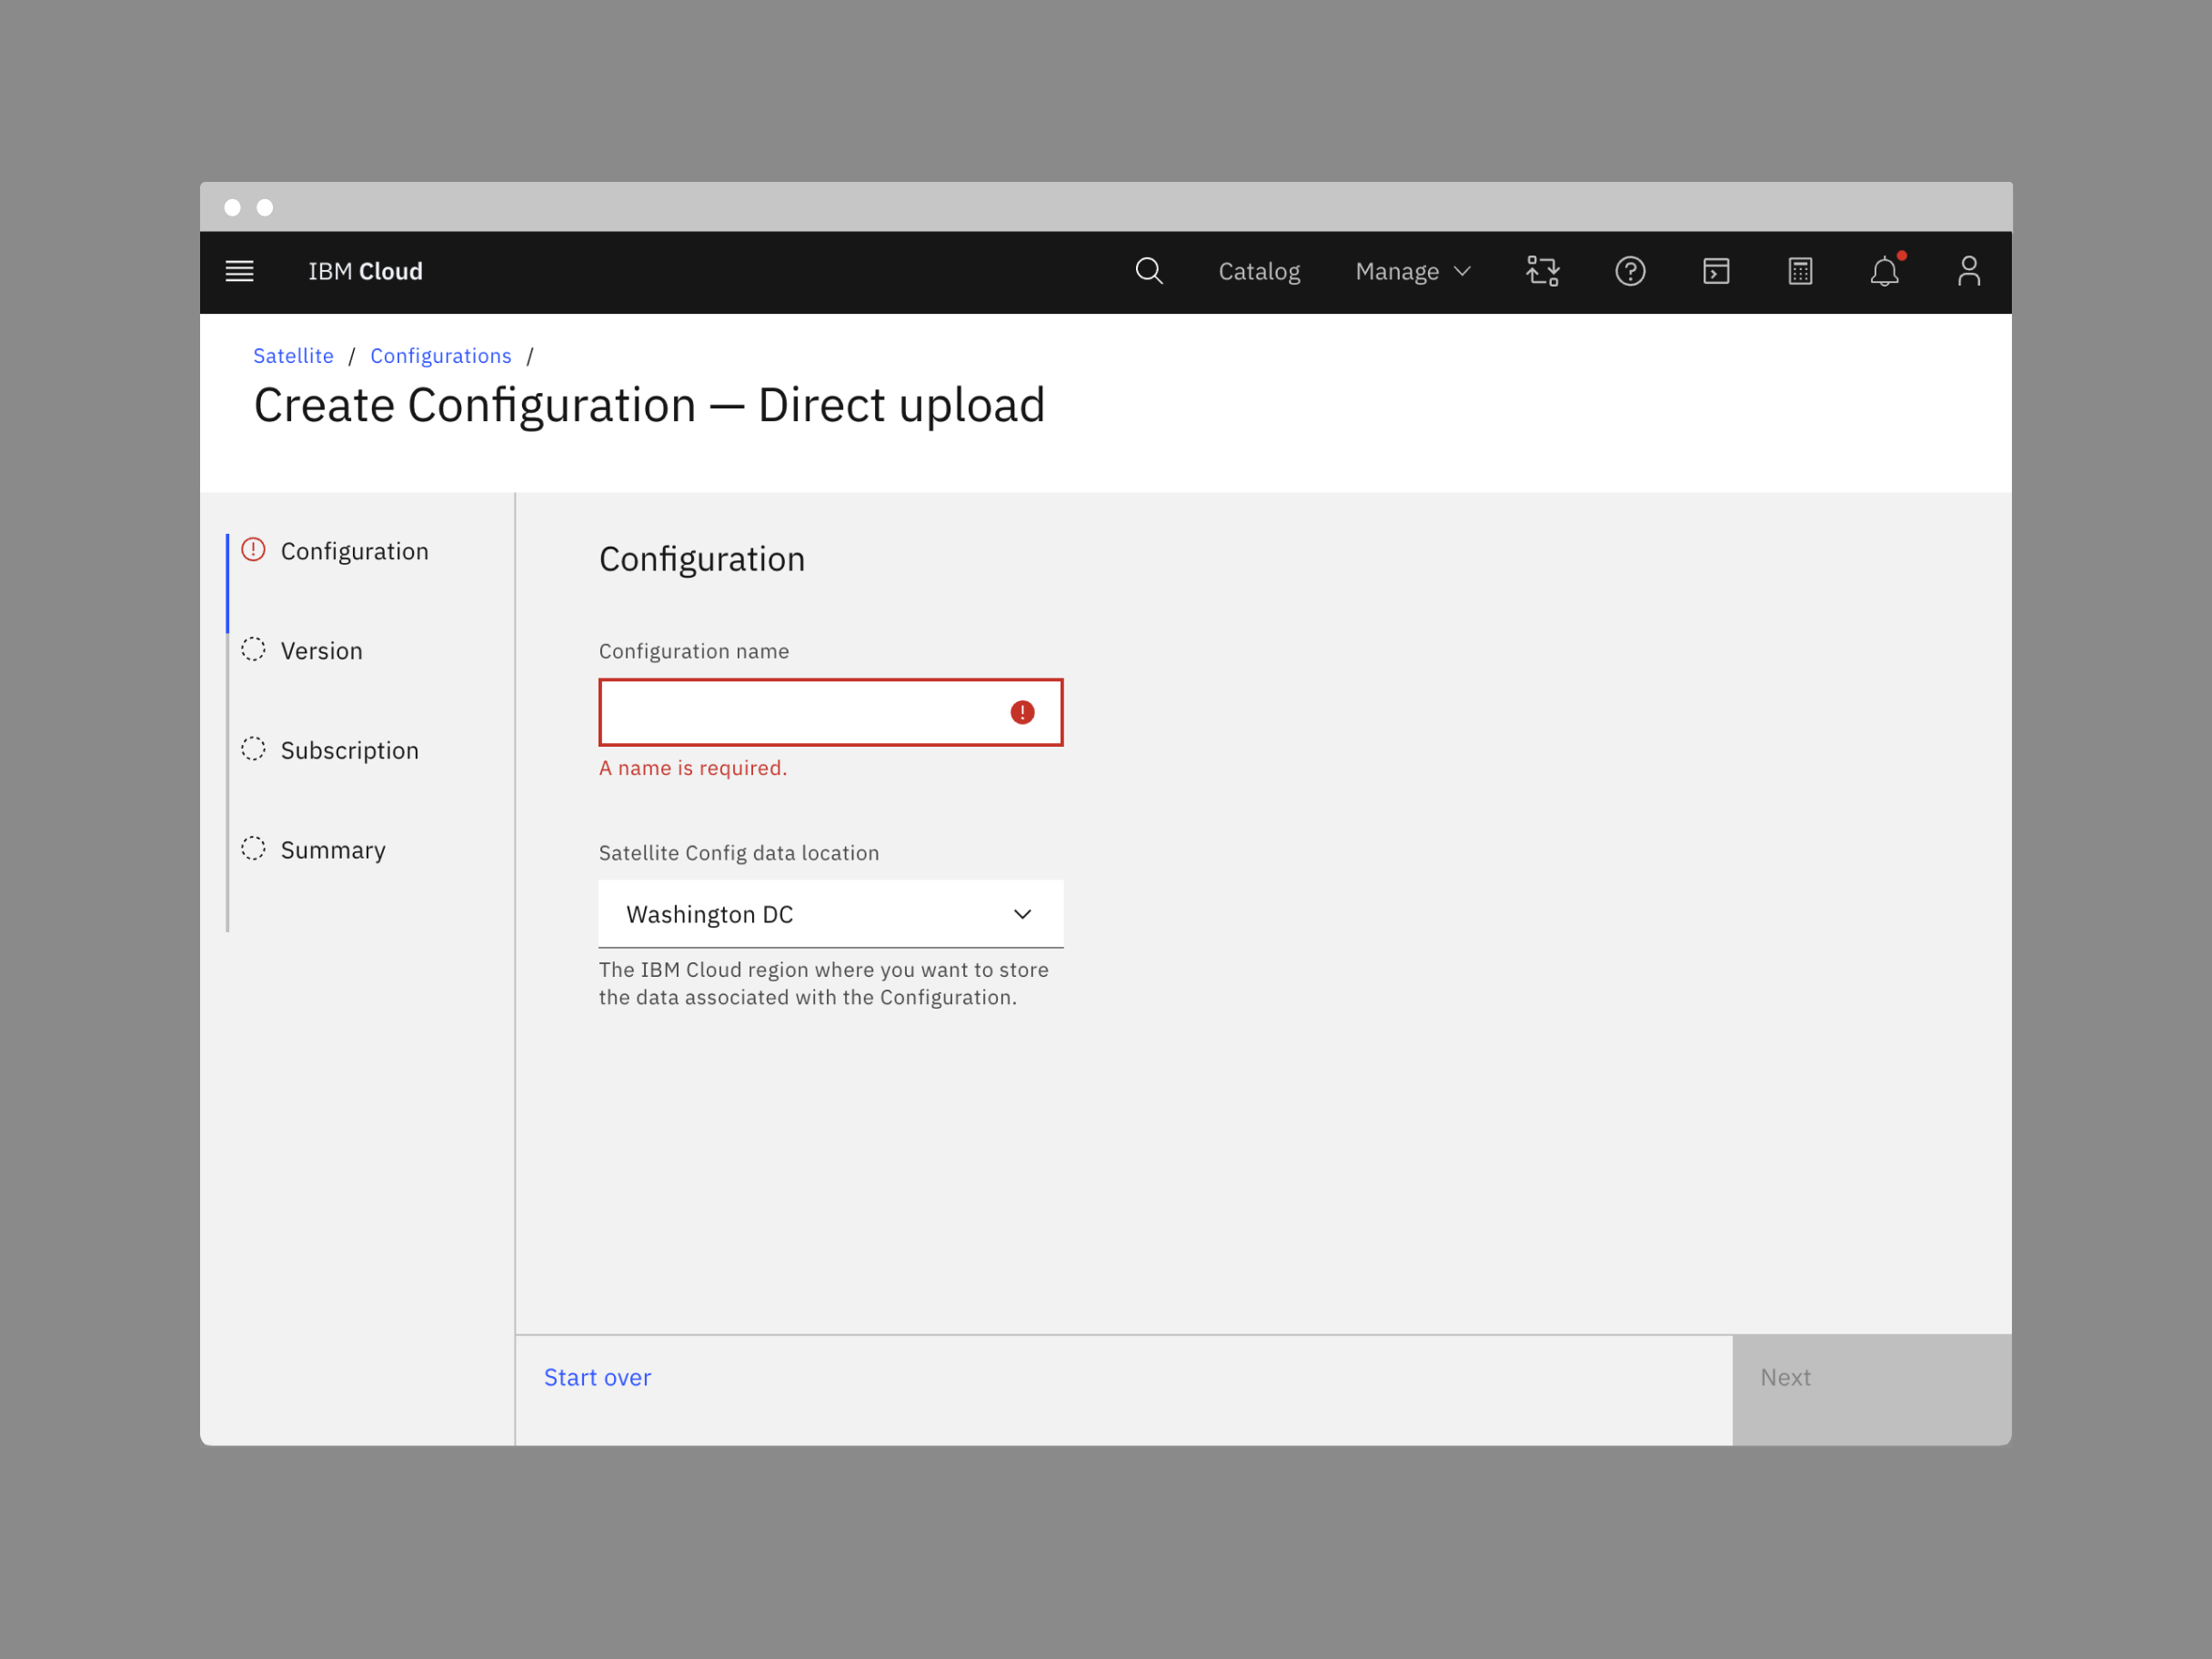 IBM Cloud
Catalog
Manage
Satellite / Configurations /
Create Configuration — Direct upload
Configuration
Version
Subscription
Summary
Configuration
Configuration name
A name is required.
Satellite Config data location
Washington DC
The IBM Cloud region where you want to store
the data associated with the Configuration.
Start over
Next